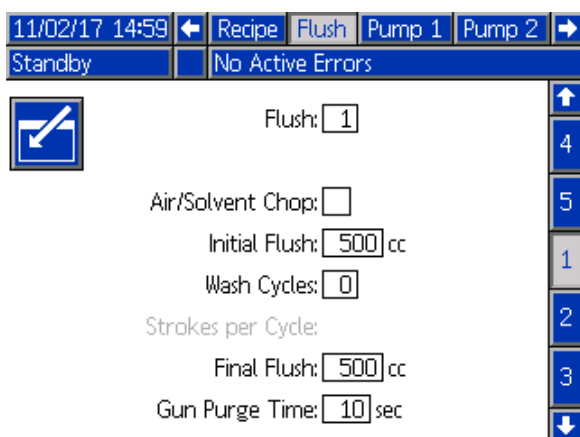 11/02/17 14:59 Recipe Flush Pump 1 Pump 2
Standby No Active Errors
Flush: 1
4
Air/Solvent Chop:
5
Initial Flush: 500 cc
1
Wash Cycles: 0
Strokes per Cycle:
2
Final Flush: 500 cc
3
Gun Purge Time: 10 sec